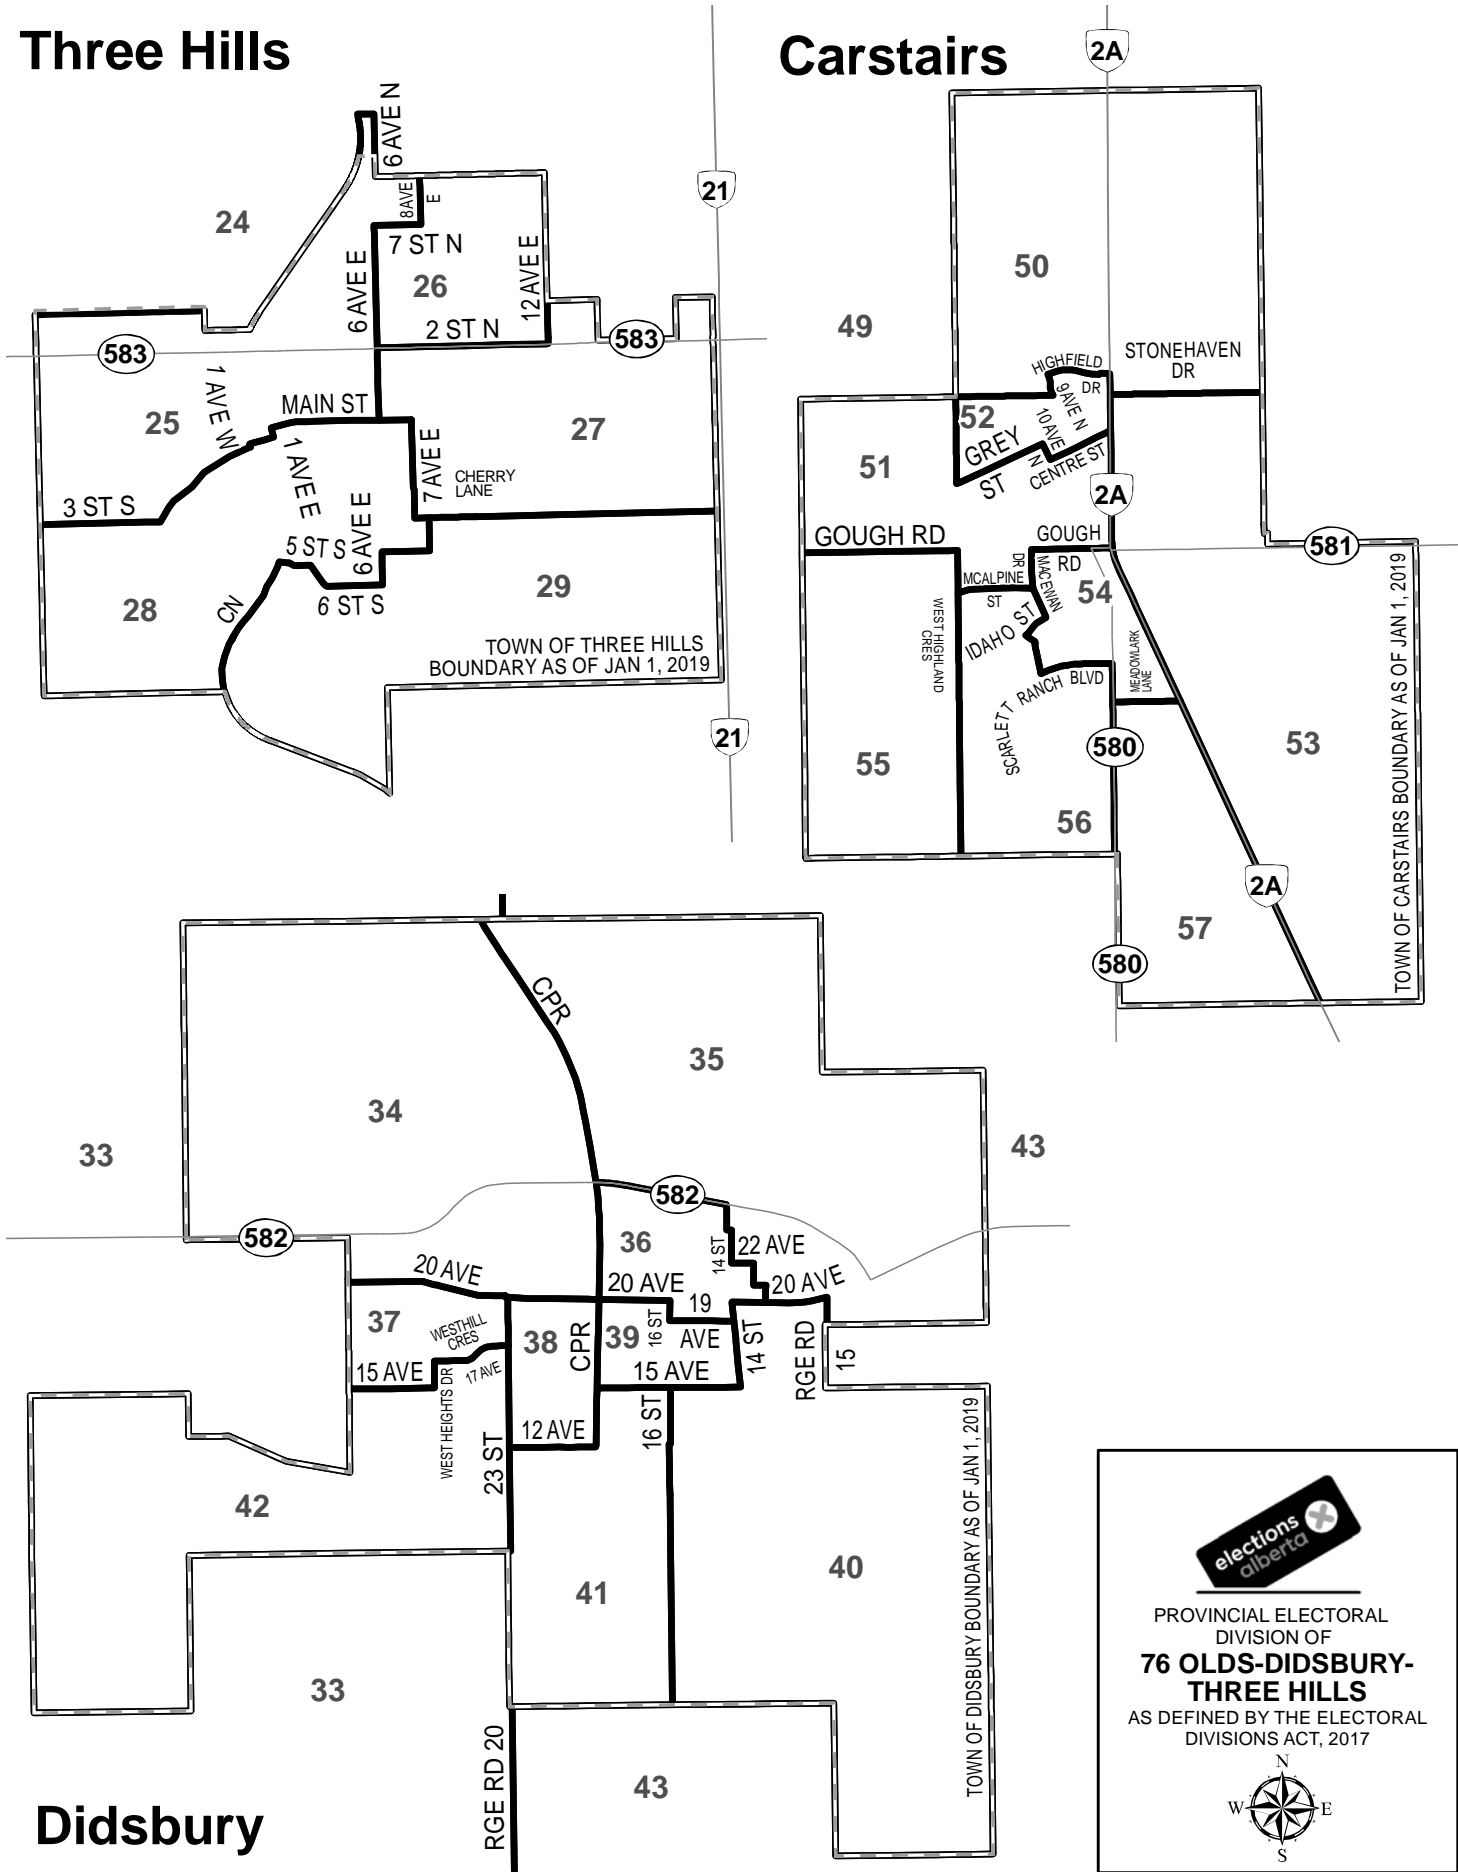 Three Hills
6 AVE N
24
8 AVE
E
7 ST N
6 AVE E
26
12 AVE E
2 ST N
21
583
583
1 AVE W
MAIN ST
25
1 AVE E
27
7 AVE E
CHERRY
LANE
3 ST S
6 AVE E
5 ST S
6 ST S
CN
28
29
TOWN OF THREE HILLS
BOUNDARY AS OF JAN 1, 2019
21
Carstairs
2A
50
49
HIGHFIELD
DR
STONEHAVEN
DR
9 AVE N
10 AVE
N
52
GREY
ST
CENTRE ST
51
2A
GOUGH RD
GOUGH
RD
581
DR
MACEWAN
MCALPINE
ST
54
IDAHO ST
WEST HIGHLAND
CRES
MEADOWLARK
LANE
SCARLETT
RANCH
BLVD
580
53
55
56
2A
57
580
TOWN OF CARSTAIRS BOUNDARY AS OF JAN 1, 2019
CPR
35
34
33
43
582
582
36
14 ST
22 AVE
20 AVE
20 AVE
20 AVE
19
AVE
16 ST
37
WESTHILL
CRES
38
CPR
39
14 ST
RGE RD
15
15 AVE
17 AVE
15 AVE
WEST HEIGHTS DR
12 AVE
16 ST
23 ST
42
40
41
TOWN OF DIDSBURY BOUNDARY AS OF JAN 1, 2019
33
RGE RD 20
43
Didsbury
elections
alberta
PROVINCIAL ELECTORAL
DIVISION OF
76 OLDS-DIDSBURY-
THREE HILLS
AS DEFINED BY THE ELECTORAL
DIVISIONS ACT, 2017
N
W
E
S